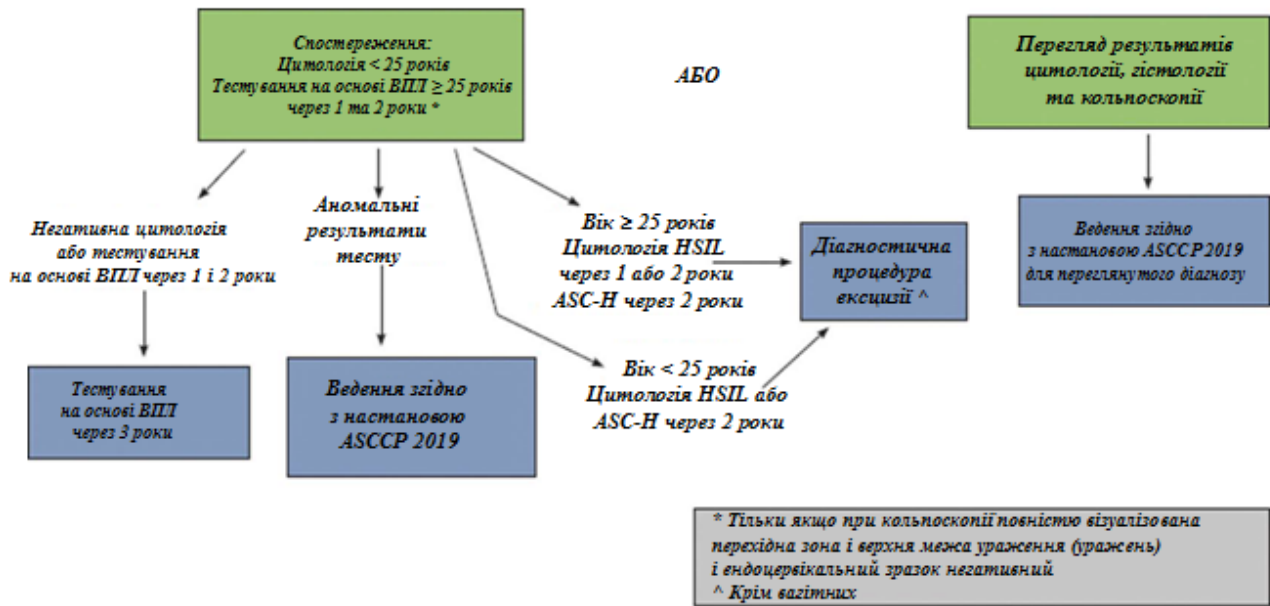 Спостереження:
Цитологія < 25 років
Тестування на основі ВПЛ ≥ 25 років
через 1 та 2 роки *
АБО
Перегляд результатів
цитології, гістології
та кольпоскопії
Негативна цитологія
або тестування
на основі ВПЛ через 1 і 2 роки
Аномальні
результати
тесту
Вік ≥ 25 років
Цитологія HSIL
через 1 або 2 роки
ASC-H через 2 роки
Діагностична
процедура
ексцизії ^
Ведення згідно
з настановою ASCCP 2019
для переглянутого діагнозу
Тестування
на основі ВПЛ
через 3 роки
Ведення згідно
з настановою
ASCCP 2019
Вік < 25 років
Цитологія HSIL або
ASC-H через 2 роки
* Тільки якщо при кольпоскопії повністю візуалізована
перехідна зона і верхня межа ураження (уражень)
і ендоцервікальний зразок негативний
^ Крім вагітних